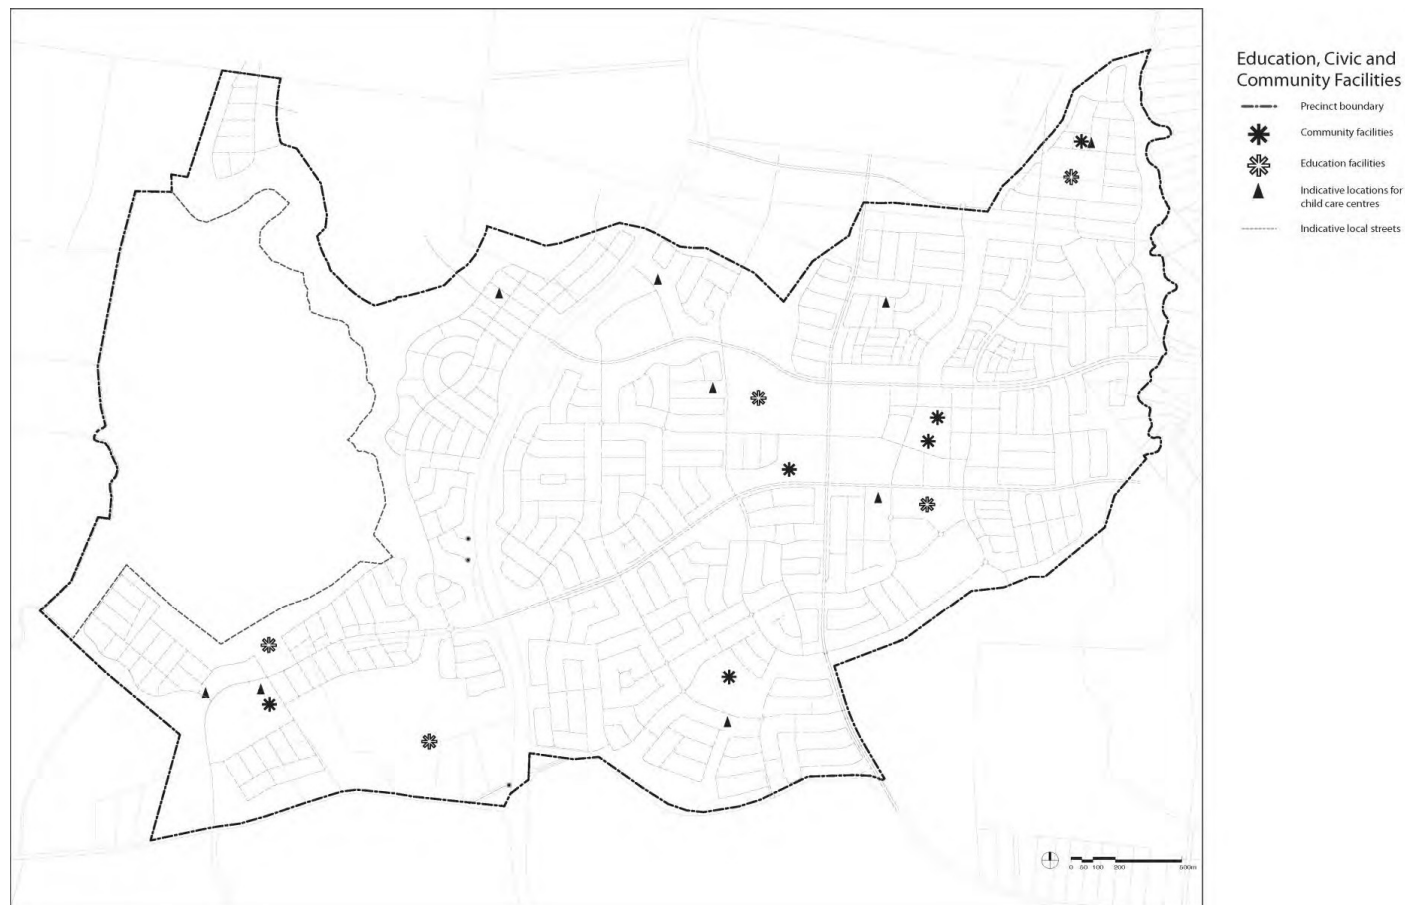 Education, Civic and
Community Facilities
Precinct boundary
Community facilities
Education facilities
Indicative locations for
child care centres
Indicative local streets
0 50 100 200 500m